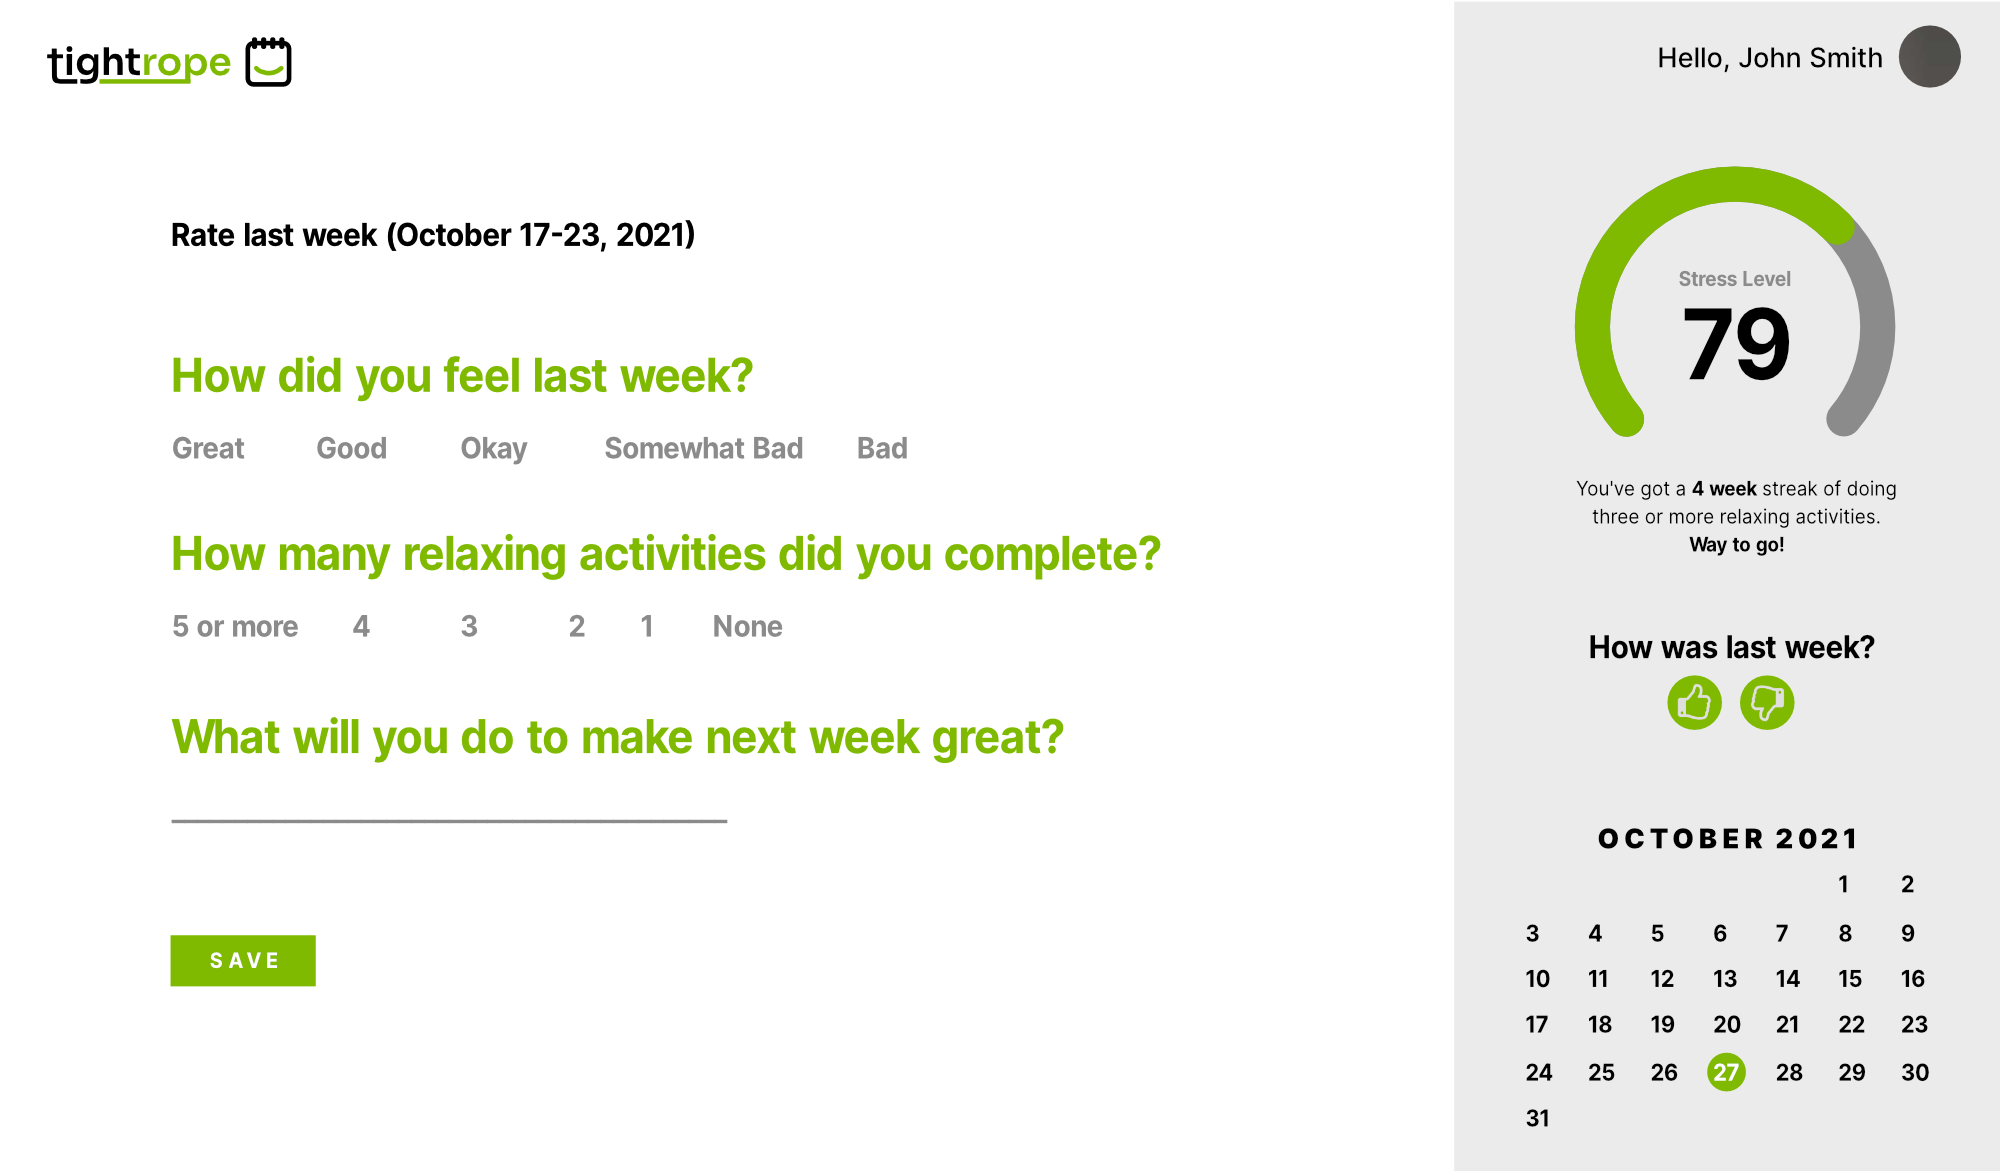 tightrope
Hello, John Smith
Rate last week (October 17-23, 2021)
How did you feel last week?
Great Good Okay Somewhat Bad Bad
How many relaxing activities did you complete?
5 or more 4 3 2 1 None
What will you do to make next week great?
SAVE
Stress Level
79
You've got a 4 week streak of doing
three or more relaxing activities.
Way to go!
How was last week?
OCTOBER 2021
1 2
3 4 5 6 7 8 9
10 11 12 13 14 15 16
17 18 19 20 21 22 23
24 25 26 27 28 29 30
31